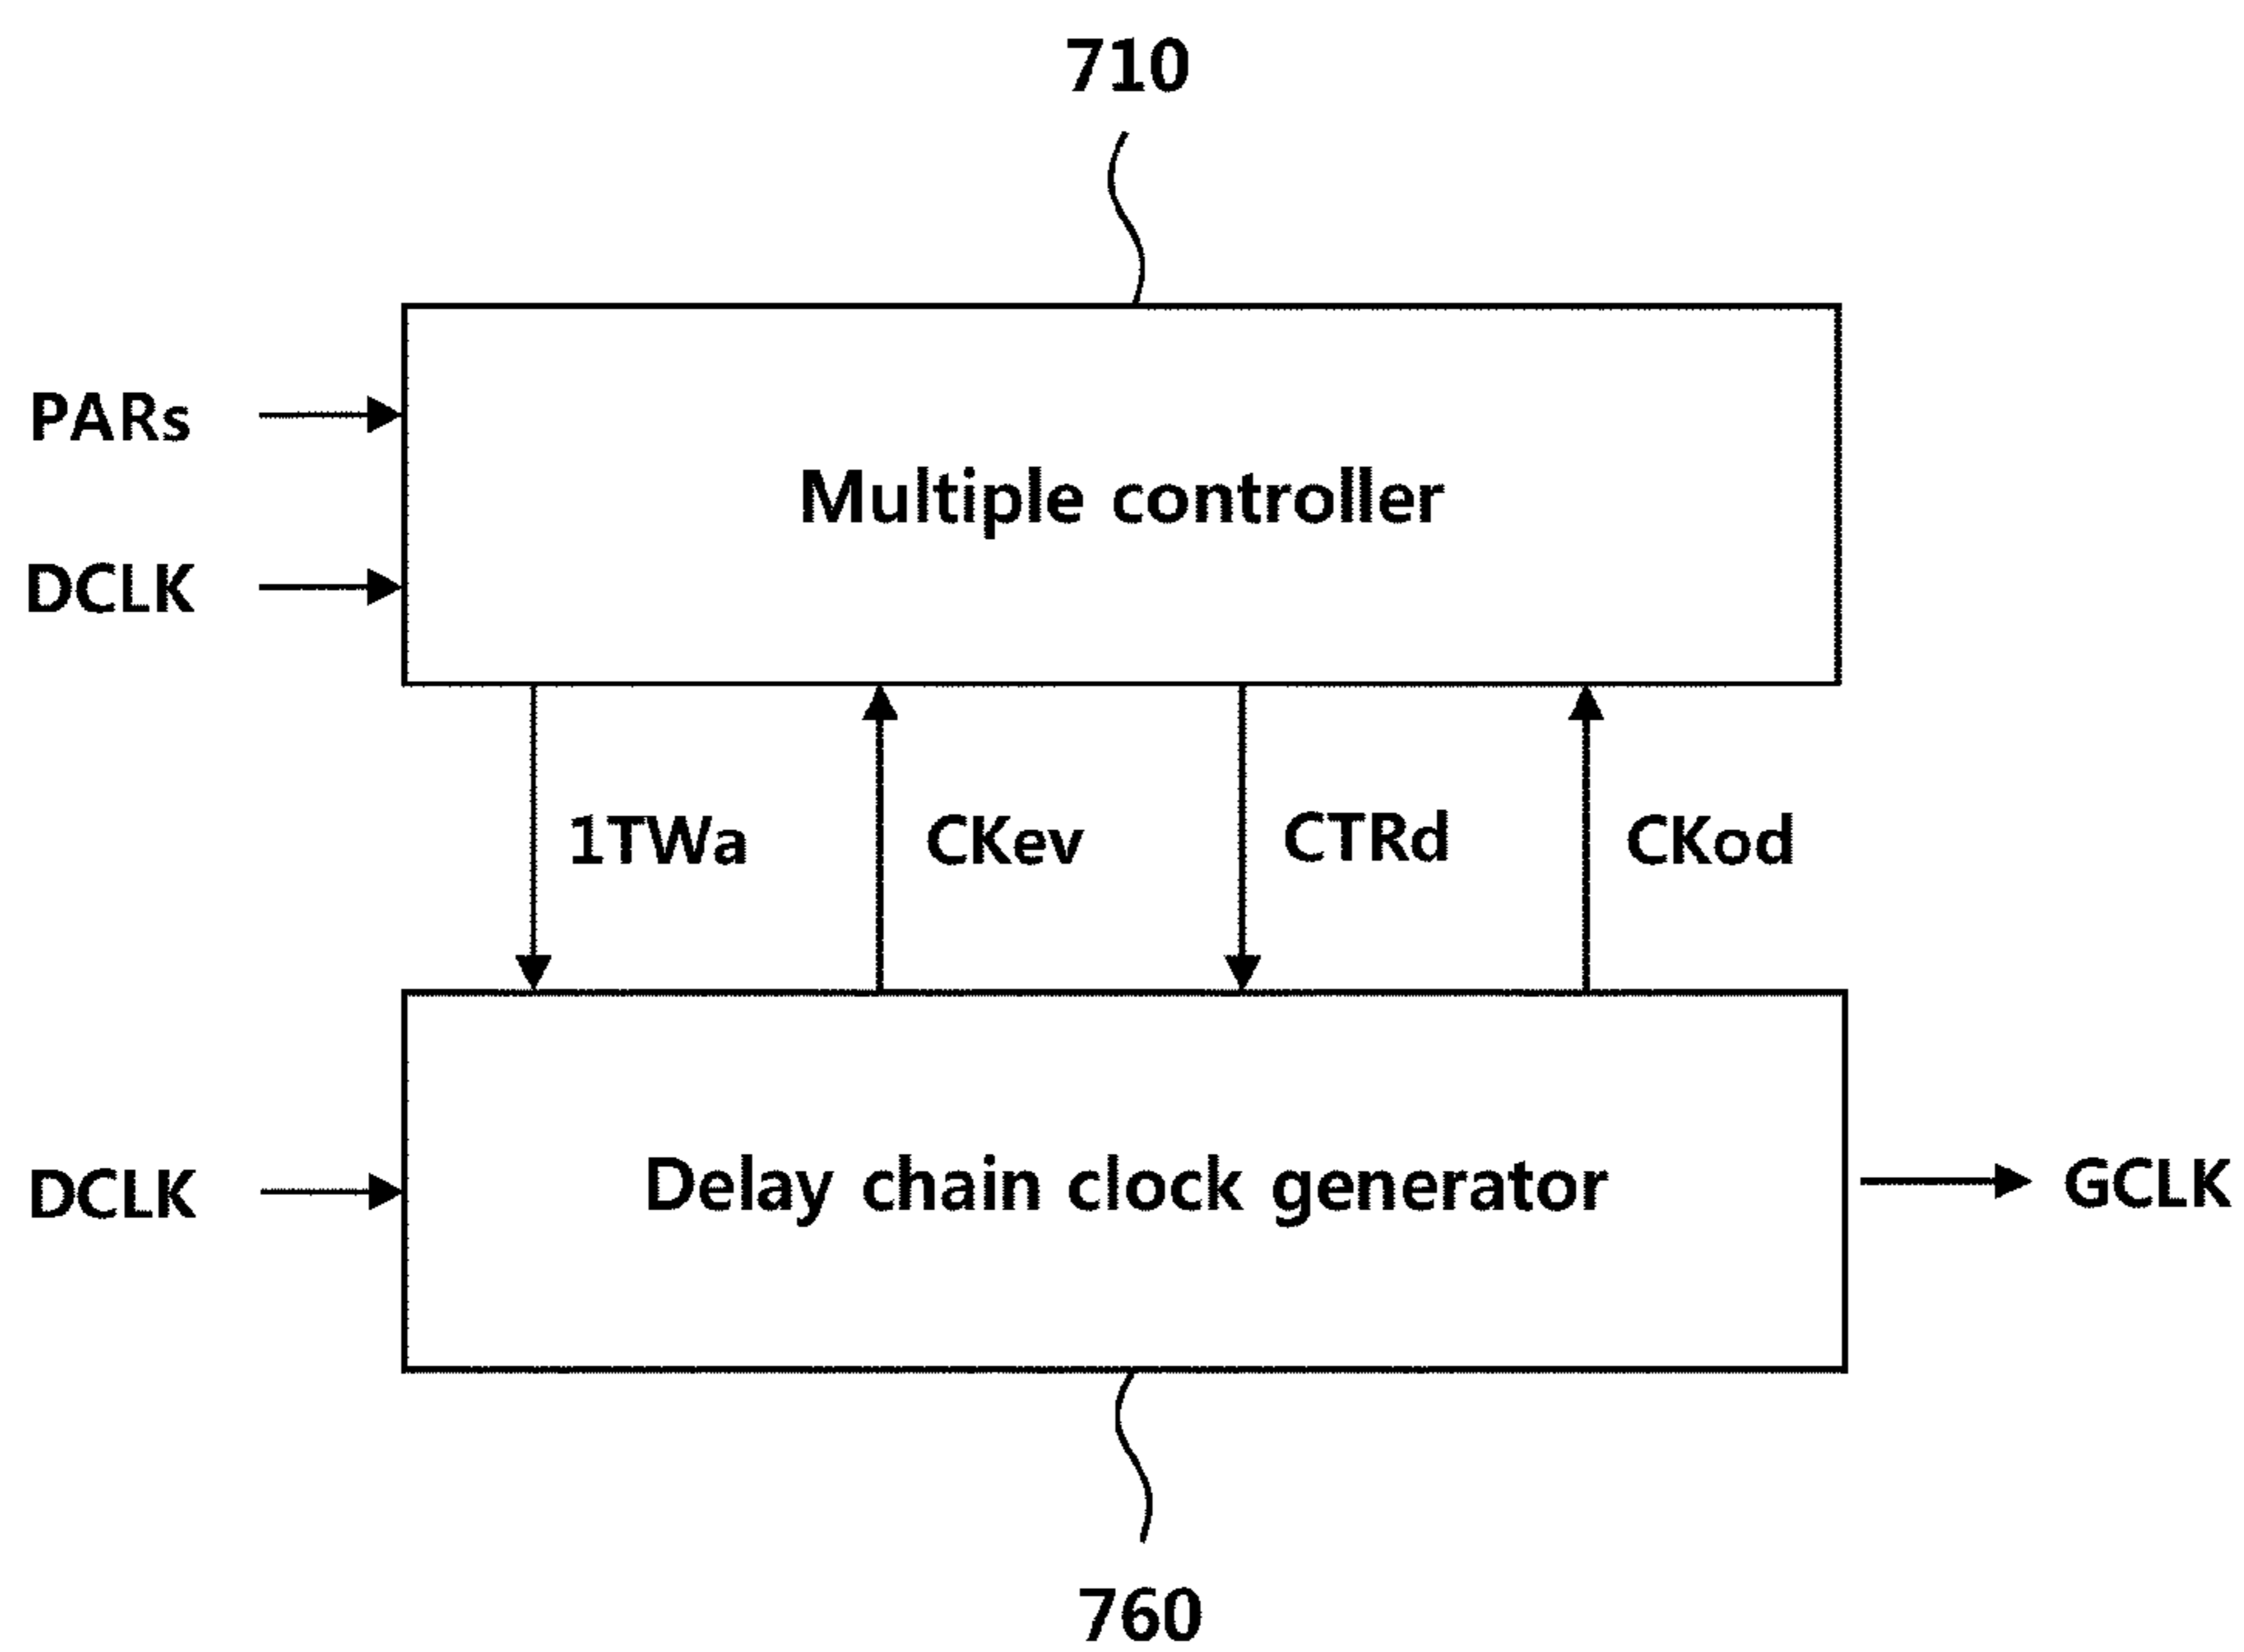 710
PARs
Multiple controller
DCLK
1TWa
CKev
CTRd
CKod
DCLK
Delay chain clock generator
GCLK
760